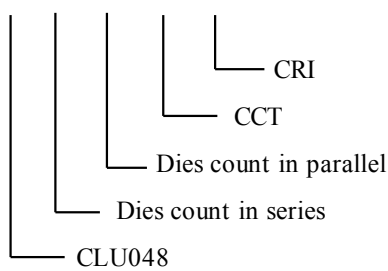 CRI
CCT
Dies count in parallel
Dies count in series
CLU048